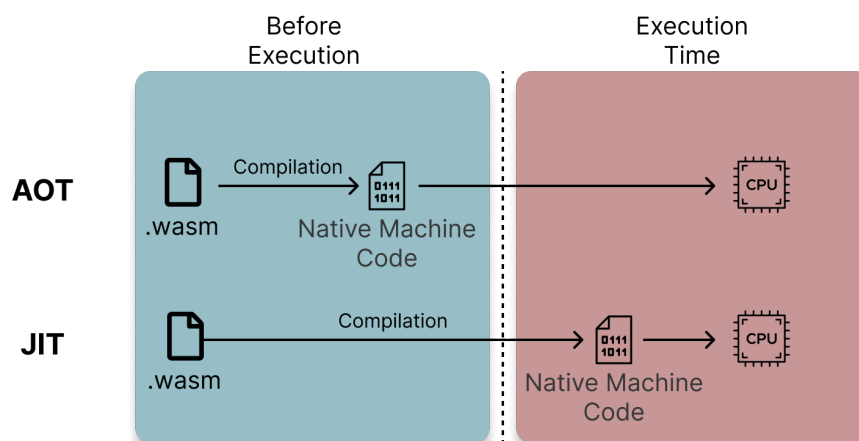 Before
Execution
Execution
Time
AOT
Compilation
0111
1011
CPU
.wasm
Native Machine
Code
JIT
Compilation
0111
1011
CPU
.wasm
Native Machine
Code